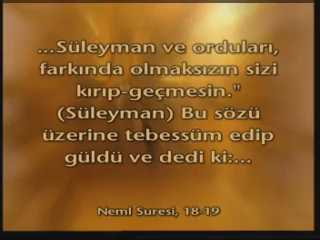 ...Süleyman ve orduları,
farkında olmaksızın sizi
kırıp-geçmesin."
(Süleyman) Bu sözü
üzerine tebessüm edip
güldü ve dedi ki:...
Neml Suresi, 18-19